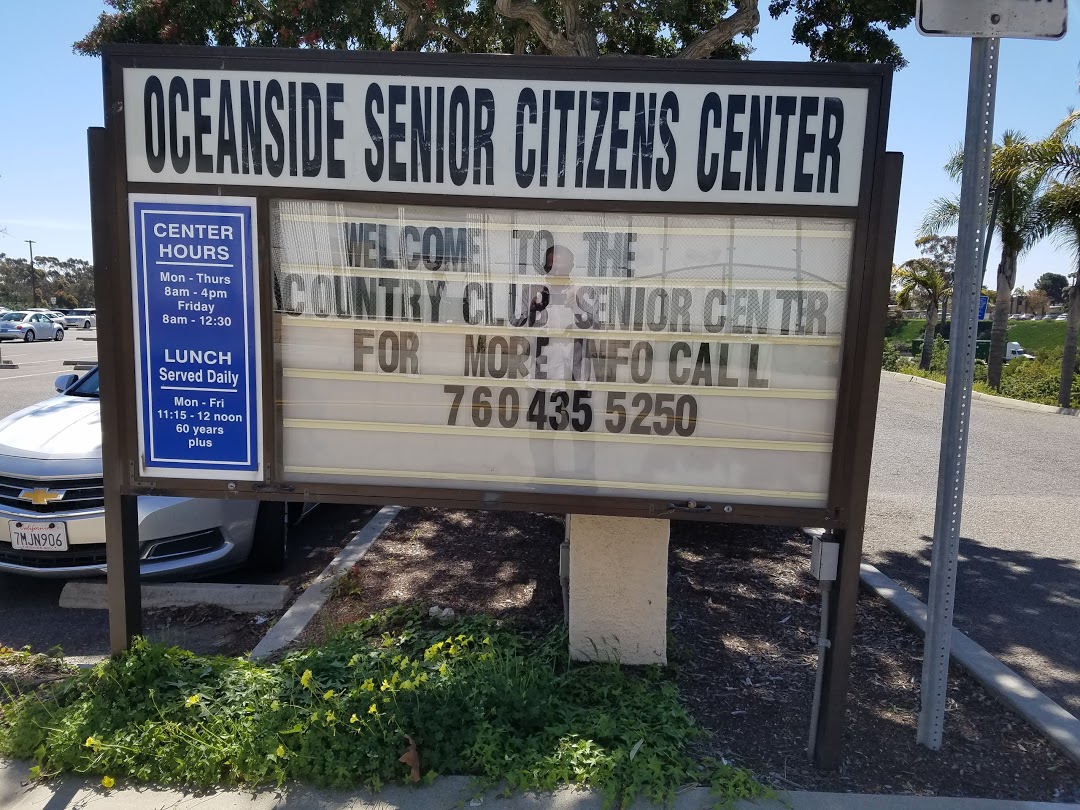 OCEANSIDE SENIOR CITIZENS CENTER
CENTER
HOURS
Mon - Thurs
8am - 4pm
Friday
8am - 12:30
LUNCH
Served Daily
Mon - Fri
11:15 - 12 noon
60 years
plus
WELCOME TO THE
COUNTRY CLUB SENIOR CENTIR
FOR MORE INFO CALL
760 435 5250
California
7MJN906